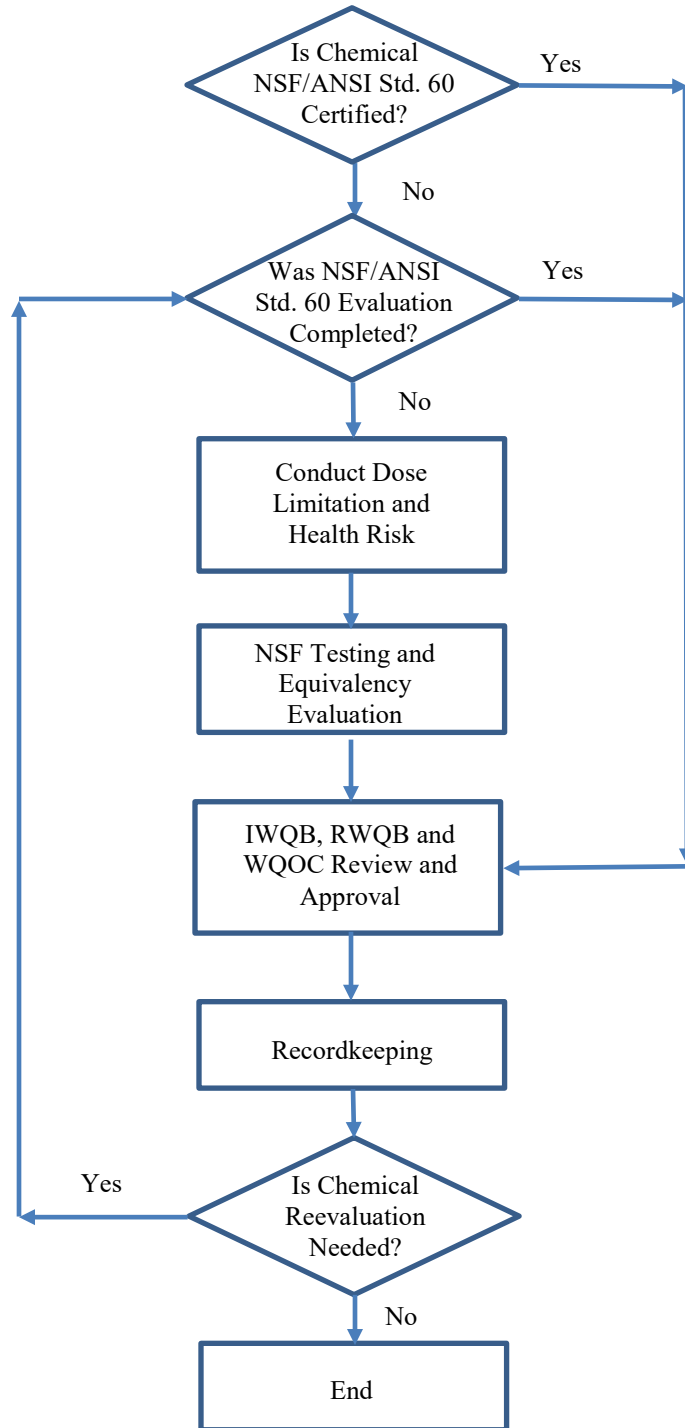 Is Chemical
NSF/ANSI Std. 60
Certified?
Yes
No
Was NSF/ANSI
Std. 60 Evaluation
Completed?
Yes
No
Conduct Dose
Limitation and
Health Risk
NSF Testing and
Equivalency
Evaluation
IWQB, RWQB and
WQOC Review and
Approval
Recordkeeping
Is Chemical
Reevaluation
Needed?
Yes
No
End